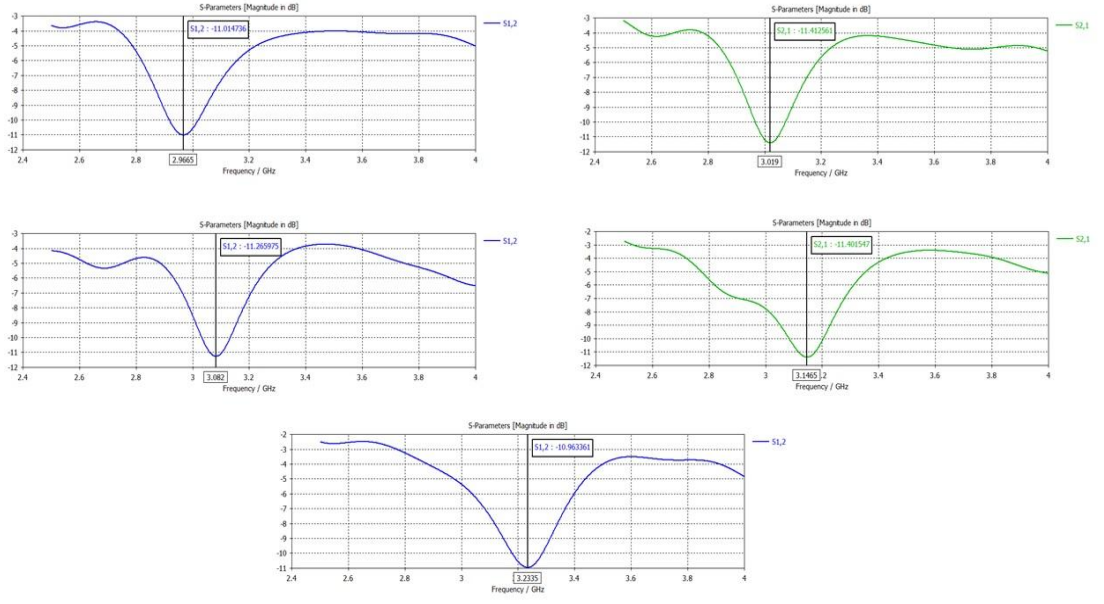 S-Parameters [Magnitude in dB]
S1,2 : -11.014736
S1,2
-3
-4
-5
-6
-7
-8
-9
-10
-11
-12
2.4 2.6 2.8 2.9665 3.2 3.4 3.6 3.8 4
Frequency / GHz
S-Parameters [Magnitude in dB]
S2,1 : -11.412561
S2,1
-3
-4
-5
-6
-7
-8
-9
-10
-11
-12
2.4 2.6 2.8 3.019 3.2 3.4 3.6 3.8 4
Frequency / GHz
S-Parameters [Magnitude in dB]
S1,2 : -11.265975
S1,2
-3
-4
-5
-6
-7
-8
-9
-10
-11
-12
2.4 2.6 2.8 3 3.082 3.2 3.4 3.6 3.8 4
Frequency / GHz
S-Parameters [Magnitude in dB]
S2,1 : -11.401547
S2,1
-2
-3
-4
-5
-6
-7
-8
-9
-10
-11
-12
2.4 2.6 2.8 3 3.1465 .2 3.4 3.6 3.8 4
Frequency / GHz
S-Parameters [Magnitude in dB]
S1,2 : -10.963361
S1,2
-2
-3
-4
-5
-6
-7
-8
-9
-10
-11
2.4 2.6 2.8 3 3.2335 3.4 3.6 3.8 4
Frequency / GHz